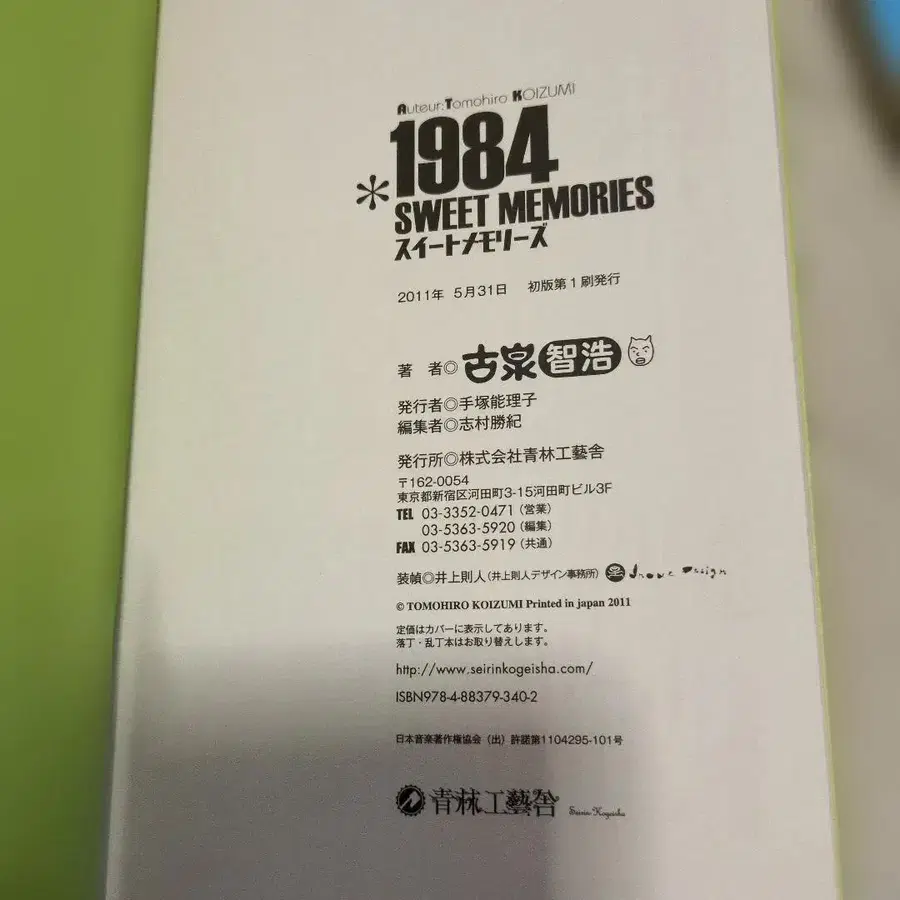 Auteur:Tomohiro KOIZUMI
*1984
SWEET MEMORIES
スイートメモリーズ
2011年 5月31日 初版第1刷発行
著 者◎古泉智浩
発行者◎手塚能理子
編集者◎志村勝紀
発行所◎株式会社青林工藝舎
〒162-0054
東京都新宿区河田町3-15河田町ビル3F
TEL 03-3352-0471(営業)
03-5363-5920(編集)
FAX 03-5363-5919(共通)
装幀◎井上則人(井上則人デザイン事務所) Inoue Design
© TOMOHIRO KOIZUMI Printed in japan 2011
定価はカバーに表示してあります。
落丁・乱丁本はお取り替えします。
http://www.seirinkogeisha.com/
ISBN978-4-88379-340-2
日本音楽著作権協会(出)許諾第1104295-101号
青林工藝舎 Seirin Kogeisha